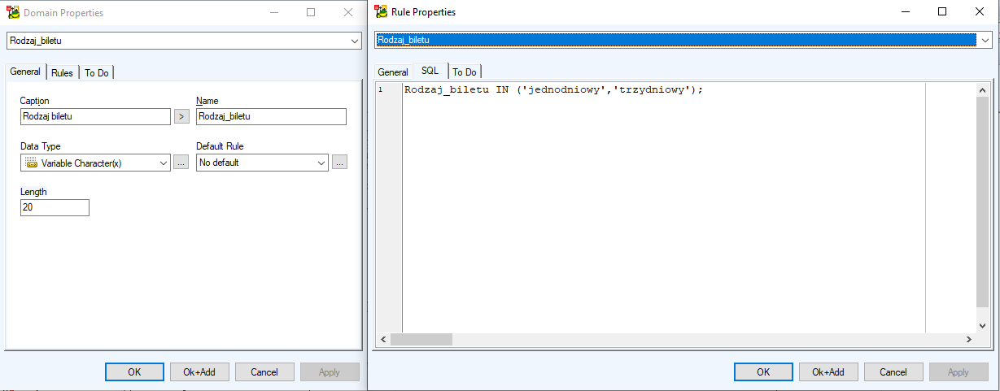 Domain Properties
Rodzaj_biletu
General Rules To Do
Caption Name
Rodzaj biletu > Rodzaj_biletu
Data Type Default Rule
Variable Character(x) ... No default ...
Length
20
OK Ok+Add Cancel Apply
Rule Properties
Rodzaj_biletu
General SQL To Do
1 Rodzaj_biletu IN ('jednodniowy','trzydniowy');
OK Ok+Add Cancel Apply